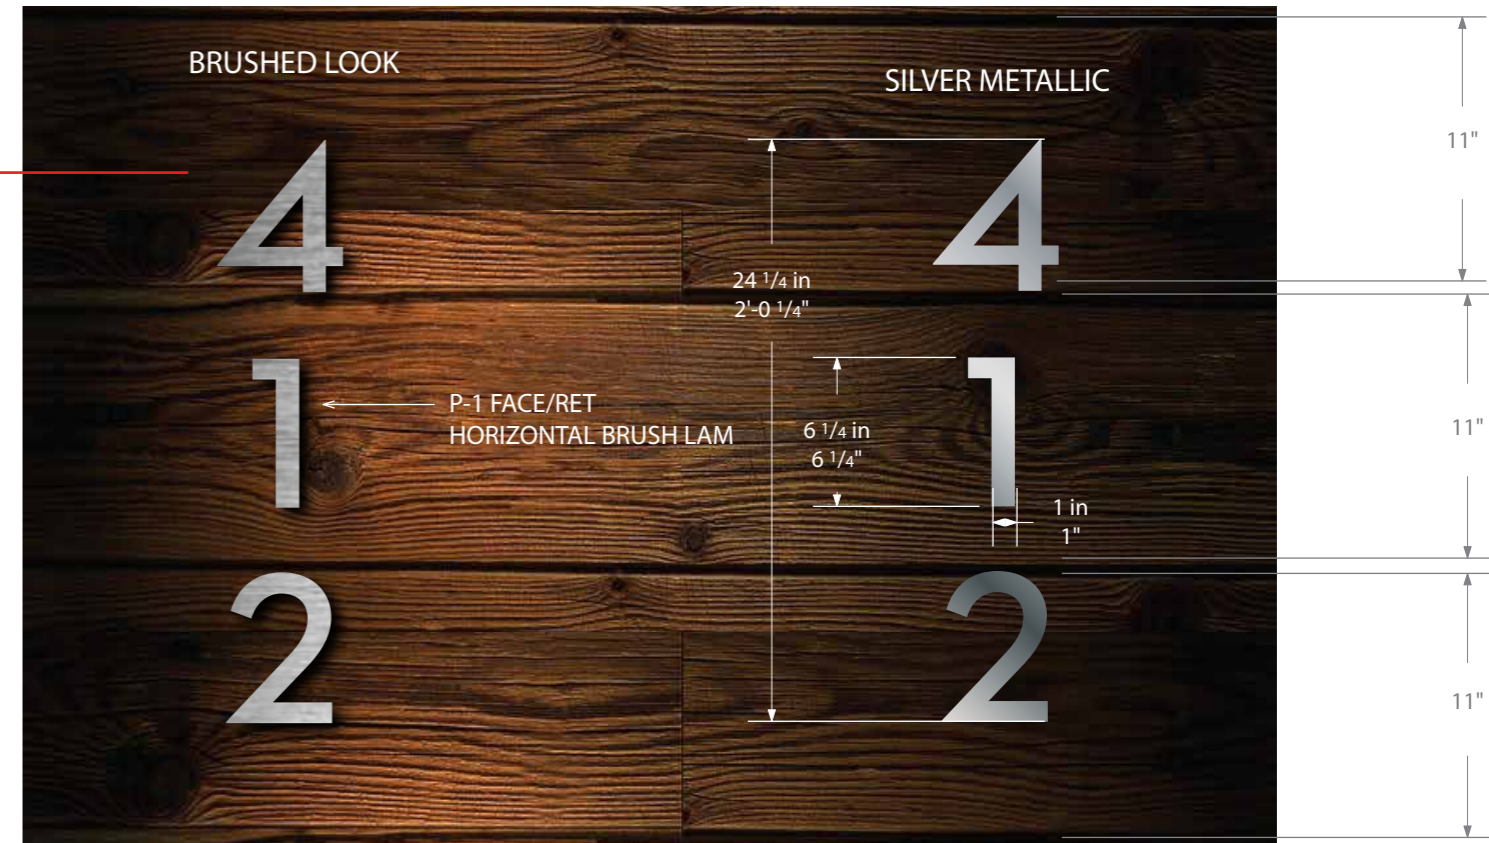 BRUSHED LOOK
SILVER METALLIC
11"
4
4
24 1/4 in
2'-0 1/4"
1
P-1 FACE/RET
HORIZONTAL BRUSH LAM
6 1/4 in
6 1/4"
1
11"
1 in
1"
2
2
11"